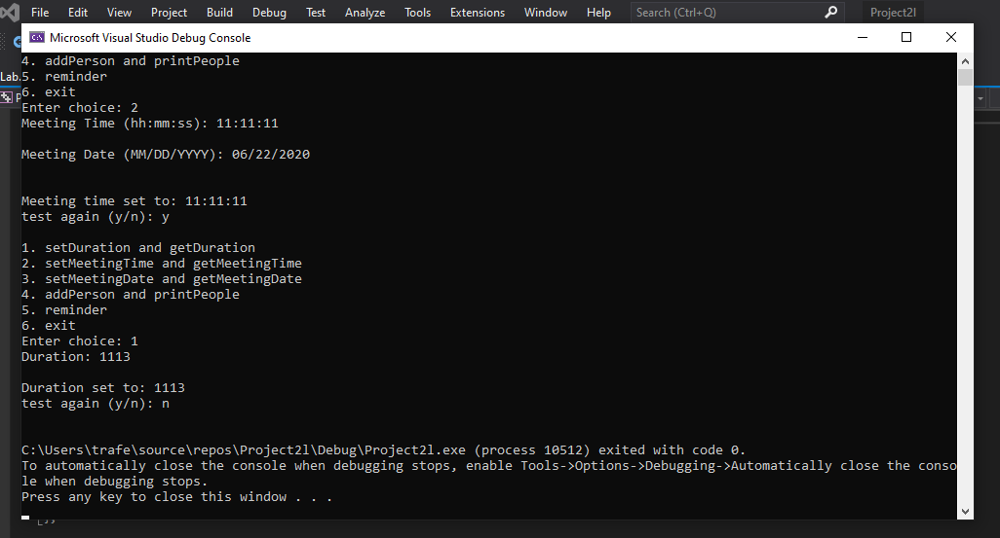 File Edit View Project Build Debug Test Analyze Tools Extensions Window Help Search (Ctrl+Q) Project2l
C:\ Microsoft Visual Studio Debug Console
4. addPerson and printPeople
Lab.
5. reminder
6. exit
Enter choice: 2
Meeting Time (hh:mm:ss): 11:11:11
Meeting Date (MM/DD/YYYY): 06/22/2020
Meeting time set to: 11:11:11
test again (y/n): y
1. setDuration and getDuration
2. setMeetingTime and getMeetingTime
3. setMeetingDate and getMeetingDate
4. addPerson and printPeople
5. reminder
6. exit
Enter choice: 1
Duration: 1113
Duration set to: 1113
test again (y/n): n
C:\Users\trafe\source\repos\Project2l\Debug\Project2l.exe (process 10512) exited with code 0.
To automatically close the console when debugging stops, enable Tools->Options->Debugging->Automatically close the conso
le when debugging stops.
Press any key to close this window . . .